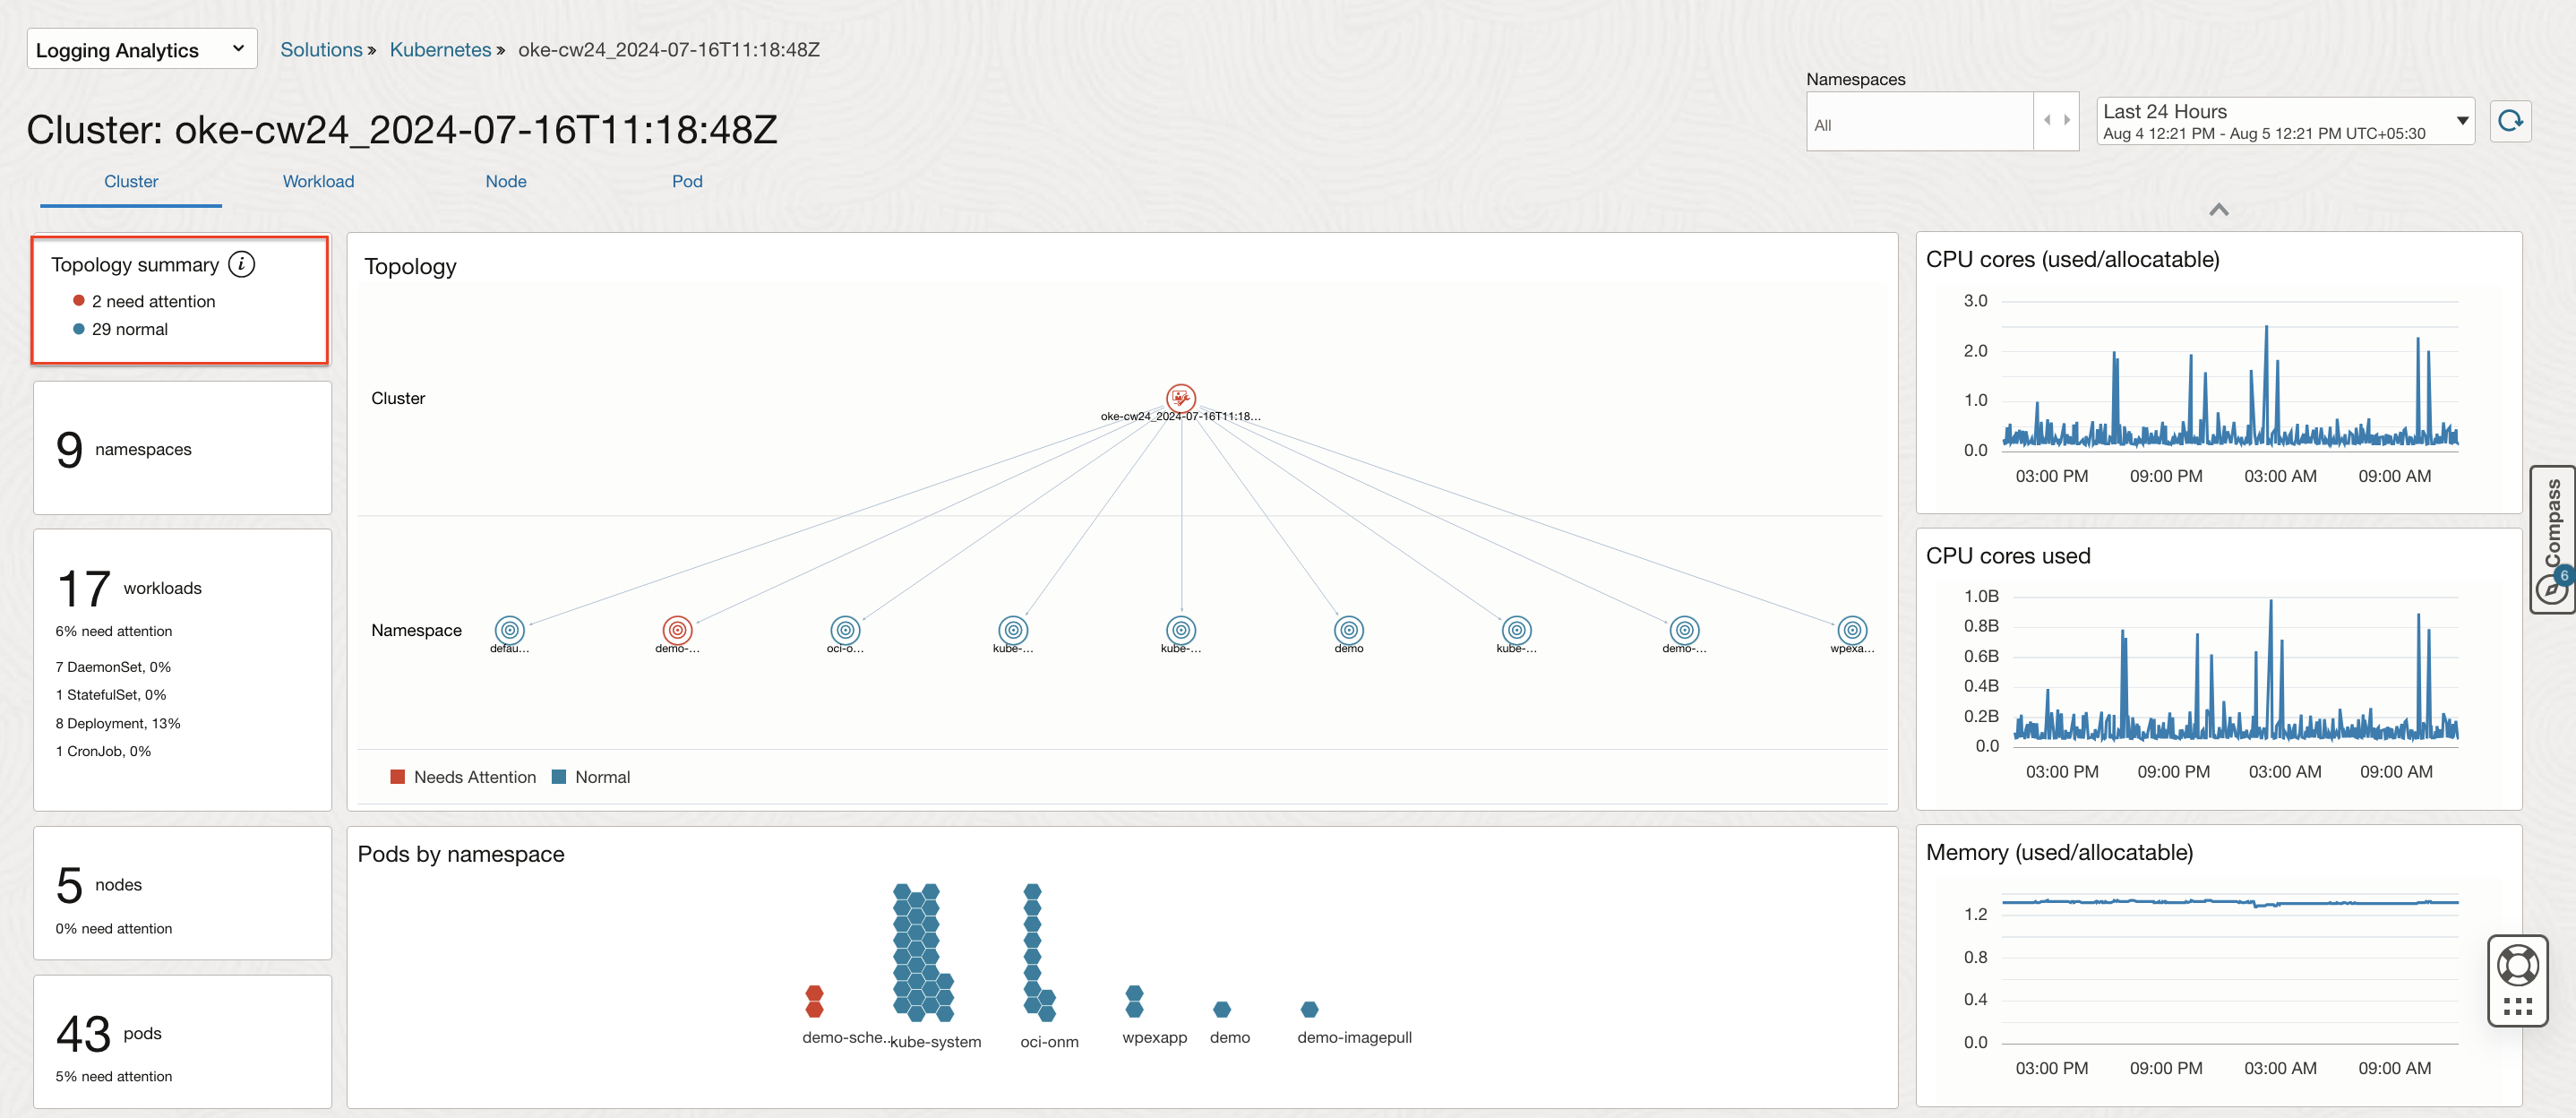 Logging Analytics
Solutions » Kubernetes » oke-cw24_2024-07-16T11:18:48Z
Namespaces
All
Last 24 Hours
Aug 4 12:21 PM - Aug 5 12:21 PM UTC+05:30
Cluster: oke-cw24_2024-07-16T11:18:48Z
Cluster Workload Node Pod
Topology summary i
2 need attention
29 normal
9 namespaces
17 workloads
6% need attention
7 DaemonSet, 0%
1 StatefulSet, 0%
8 Deployment, 13%
1 CronJob, 0%
5 nodes
0% need attention
43 pods
5% need attention
Topology
Cluster
oke-cw24_2024-07-16T11:18...
Namespace
defau... demo-... oci-o... kube-... kube-... demo kube-... demo-... wpexa...
Needs Attention Normal
Pods by namespace
demo-sche... kube-system oci-onm wpexapp demo demo-imagepull
CPU cores (used/allocatable)
3.0
2.0
1.0
0.0
03:00 PM 09:00 PM 03:00 AM 09:00 AM
CPU cores used
1.0B
0.8B
0.6B
0.4B
0.2B
0.0
03:00 PM 09:00 PM 03:00 AM 09:00 AM
Memory (used/allocatable)
1.2
0.8
0.4
0.0
03:00 PM 09:00 PM 03:00 AM 09:00 AM
Compass
6